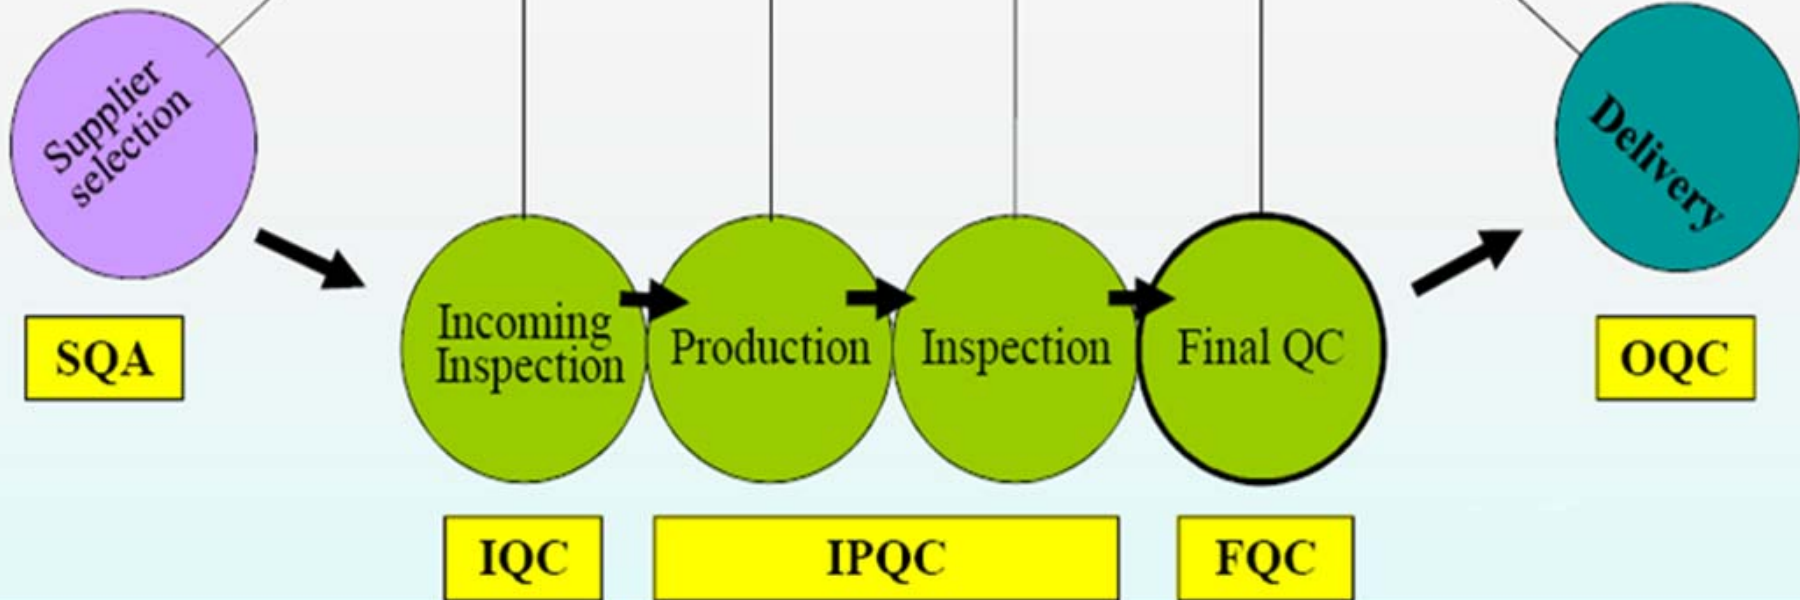 Supplier
selection
Delivery
Incoming
Inspection
Production
Inspection
Final QC
SQA
OQC
IQC
IPQC
FQC